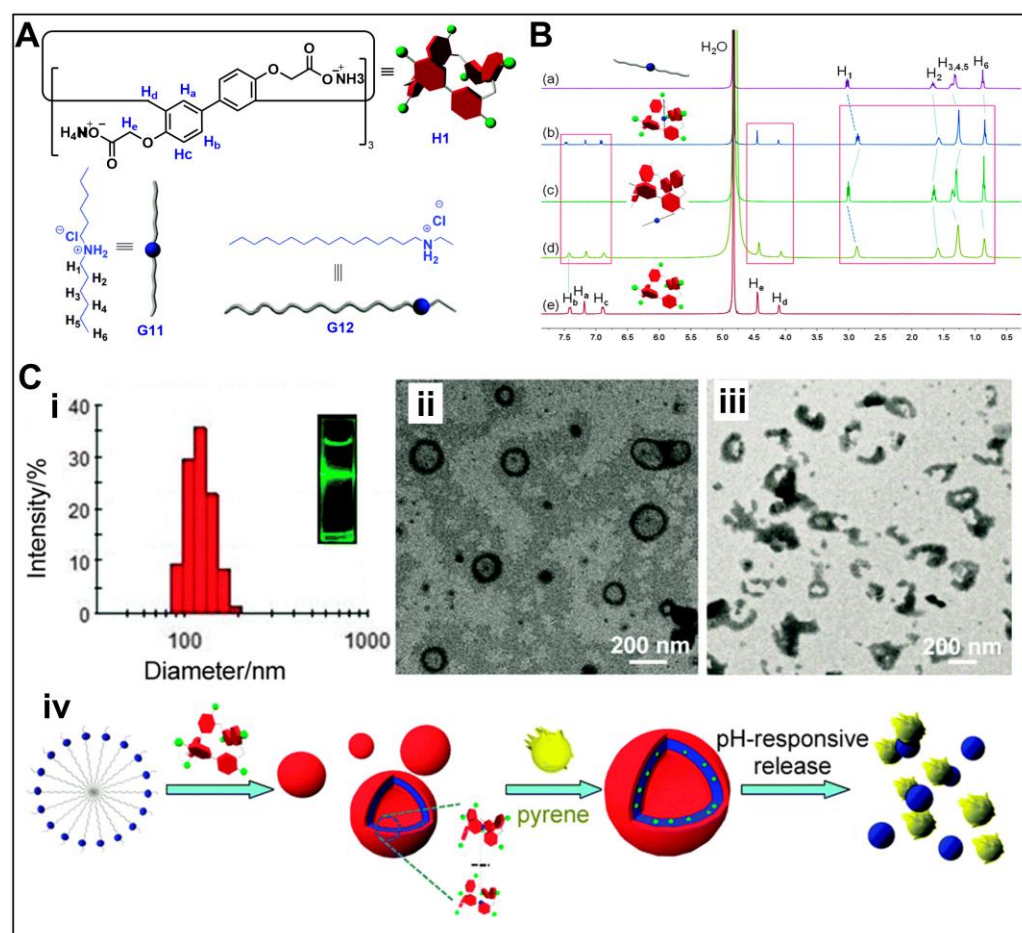 A
O
O
O
NH3
+
−
H4NO
+
−
O
O
Hd
Ha
He
Hb
Hc
3
≡
H1
Cl
−
+
NH2
H1
H2
H3
H4
H5
H6
≡
G11
Cl
−
+
N
H2
≡
G12
B
H2O
(a)
H1
H2
H3,4,5
H6
(b)
(c)
(d)
(e)
Hb
Ha
Hc
He
Hd
7.5 7.0 6.5 6.0 5.5 5.0 4.5 4.0 3.5 3.0 2.5 2.0 1.5 1.0 0.5
C
i
Intensity/%
40
30
20
10
0
100 1000
Diameter/nm
ii
200 nm
iii
200 nm
iv
pyrene
pH-responsive
release